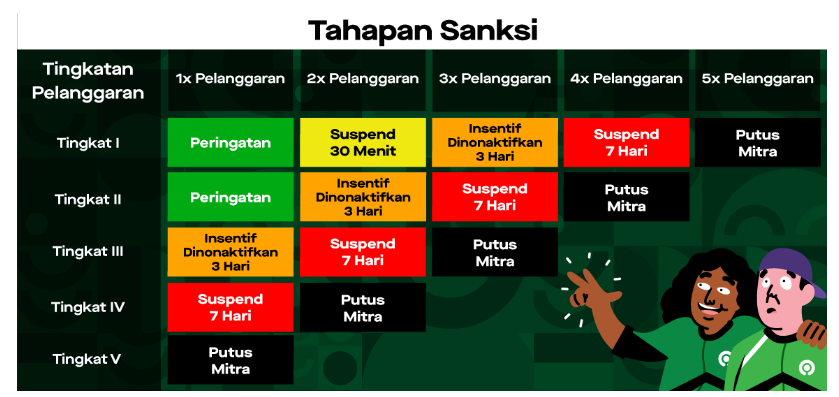 Tahapan Sanksi
Tingkatan
Pelanggaran
1x Pelanggaran
2x Pelanggaran
3x Pelanggaran
4x Pelanggaran
5x Pelanggaran
Tingkat I
Peringatan
Suspend
30 Menit
Insentif
Dinonaktifkan
3 Hari
Suspend
7 Hari
Putus
Mitra
Tingkat II
Peringatan
Insentif
Dinonaktifkan
3 Hari
Suspend
7 Hari
Putus
Mitra
Tingkat III
Insentif
Dinonaktifkan
3 Hari
Suspend
7 Hari
Putus
Mitra
Tingkat IV
Suspend
7 Hari
Putus
Mitra
Tingkat V
Putus
Mitra